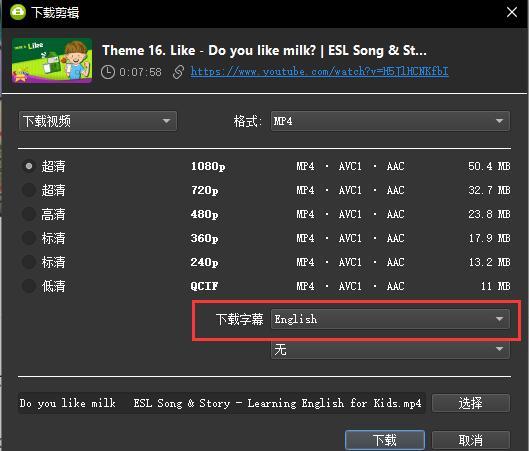 下载剪辑
Like
Theme 16. Like - Do you like milk? | ESL Song & St...
0:07:58 https://www.youtube.com/watch?v=H5TlHCNKfbI
下载视频 格式: MP4
超清 1080p MP4 · AVC1 · AAC 50.4 MB
超清 720p MP4 · AVC1 · AAC 32.7 MB
高清 480p MP4 · AVC1 · AAC 23.8 MB
标清 360p MP4 · AVC1 · AAC 17.9 MB
标清 240p MP4 · AVC1 · AAC 13.2 MB
低清 QCIF MP4 · AVC1 · AAC 11 MB
下载字幕 English
无
Do you like milk ESL Song & Story - Learning English for Kids.mp4 选择
下载 取消